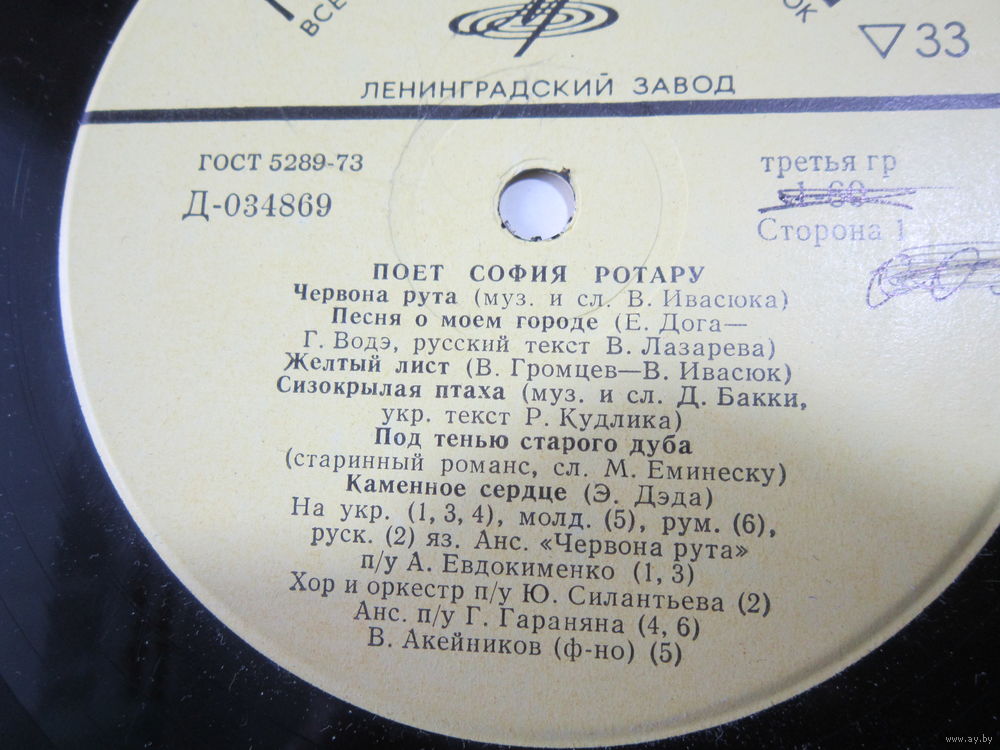 ВСЕ
ОК
33
ЛЕНИНГРАДСКИЙ ЗАВОД
ГОСТ 5289-73
Д-034869
третья гр
Сторона 1
ПОЕТ СОФИЯ РОТАРУ
Червона рута (муз. и сл. В. Ивасюка)
Песня о моем городе (Е. Дога—
Г. Водэ, русский текст В. Лазарева)
Желтый лист (В. Громцев—В. Ивасюк)
Сизокрылая птаха (муз. и сл. Д. Бакки,
укр. текст Р. Кудлика)
Под тенью старого дуба
(старинный романс, сл. М. Еминеску)
Каменное сердце (Э. Дэда)
На укр. (1, 3, 4), молд. (5), рум. (6),
руск. (2) яз. Анс. «Червона рута»
п/у А. Евдокименко (1, 3)
Хор и оркестр п/у Ю. Силантьева (2)
Анс. п/у Г. Гараняна (4, 6)
В. Акейников (ф-но) (5)
www.ay.by